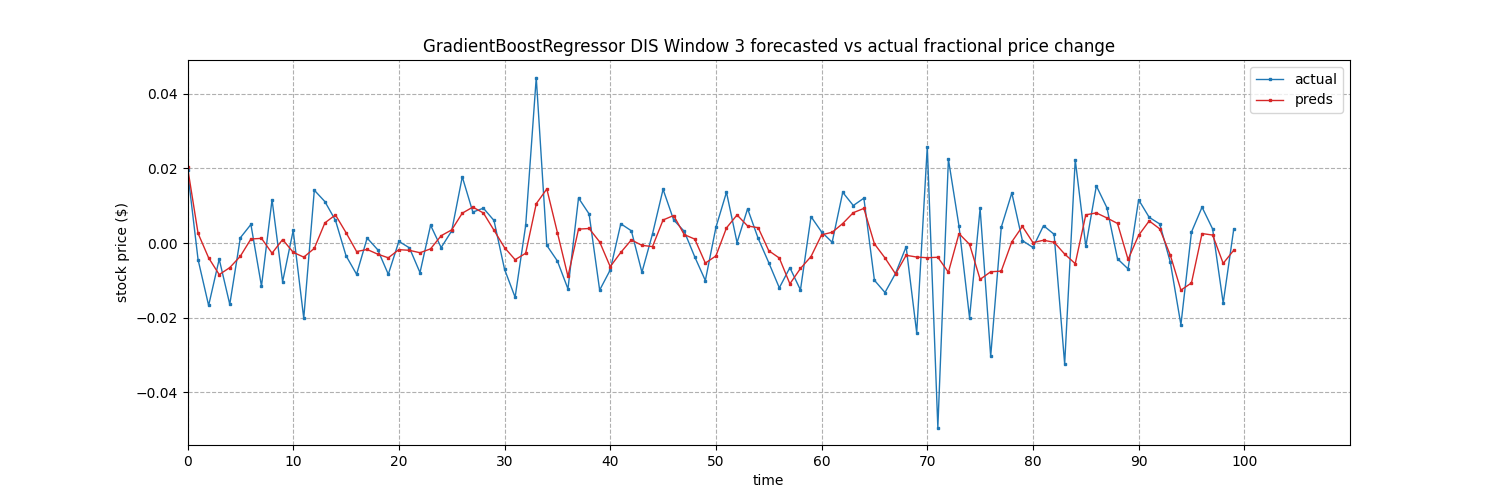 GradientBoostRegressor DIS Window 3 forecasted vs actual fractional price change
actual
preds
stock price ($)
0.04
0.02
0.00
−0.02
−0.04
0 10 20 30 40 50 60 70 80 90 100
time